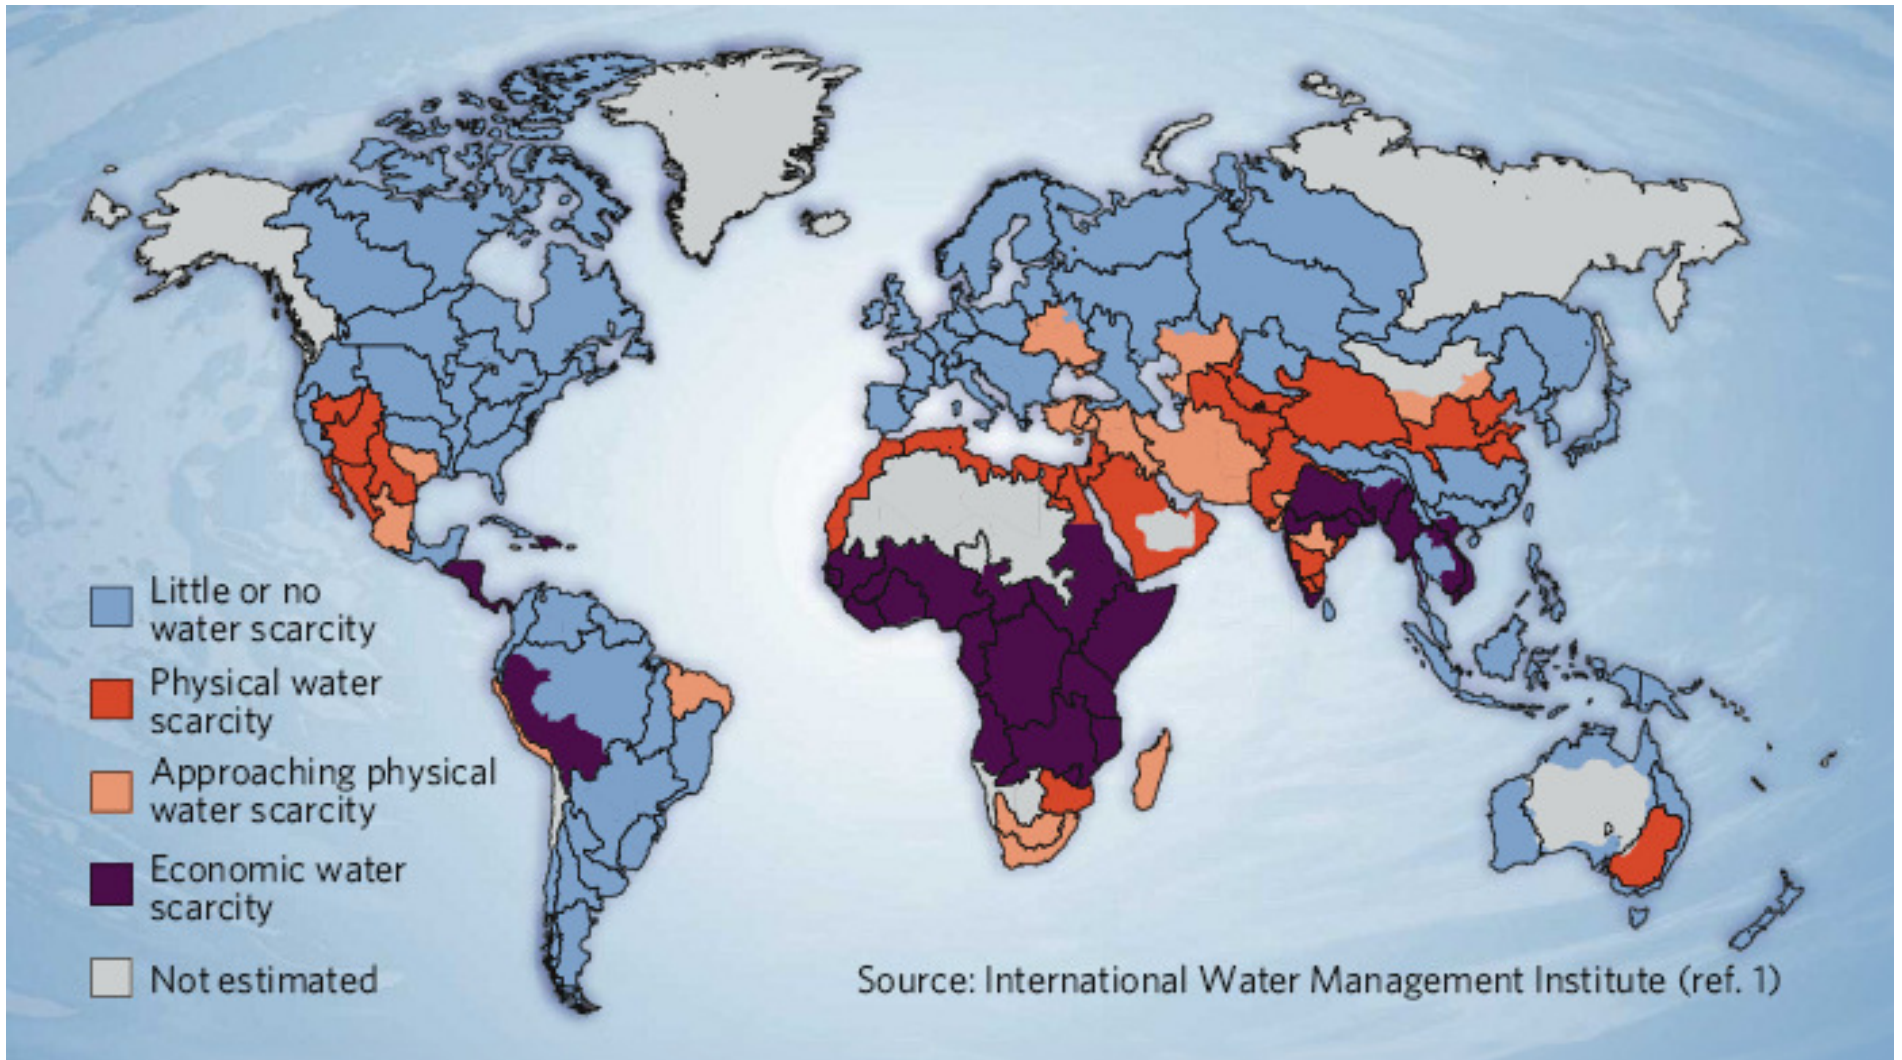 Little or no
water scarcity
Physical water
scarcity
Approaching physical
water scarcity
Economic water
scarcity
Not estimated
Source: International Water Management Institute (ref. 1)